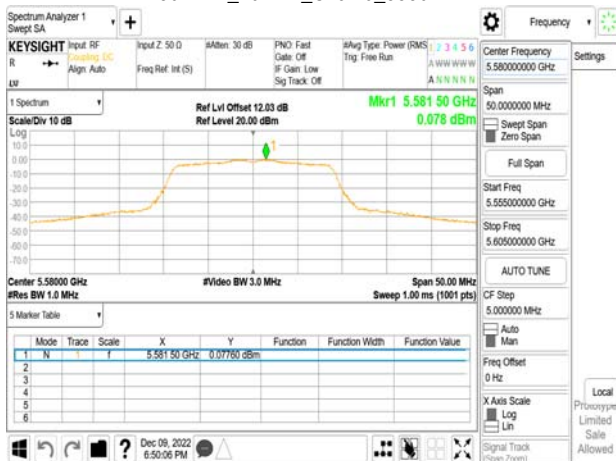 Spectrum Analyzer 1
Swept SA
+
Frequency
KEYSIGHT
R
LXI
Input: RF
Coupling: DC
Align: Auto
Input Z: 50 Ω
Freq Ref: Int (S)
#Atten: 30 dB
PNO: Fast
Gate: Off
IF Gain: Low
Sig Track: Off
#Avg Type: Power (RMS
Trig: Free Run
1 2 3 4 5 6
A W W W W W
A N N N N N
1 Spectrum
Scale/Div 10 dB
Ref Lvl Offset 12.03 dB
Ref Level 20.00 dBm
Mkr1 5.581 50 GHz
0.078 dBm
Log
10.0
0.00
-10.0
-20.0
-30.0
-40.0
-50.0
-60.0
-70.0
1
Center 5.58000 GHz
#Res BW 1.0 MHz
#Video BW 3.0 MHz
Span 50.00 MHz
Sweep 1.00 ms (1001 pts)
5 Marker Table
Mode Trace Scale X Y Function Function Width Function Value
1 N 1 f 5.581 50 GHz 0.07760 dBm
2
3
4
5
6
Dec 09, 2022
6:50:06 PM
Center Frequency
5.580000000 GHz
Settings
Span
50.0000000 MHz
Swept Span
Zero Span
Full Span
Start Freq
5.555000000 GHz
Stop Freq
5.605000000 GHz
AUTO TUNE
CF Step
5.000000 MHz
Auto
Man
Freq Offset
0 Hz
X Axis Scale
Log
Lin
Signal Track
(Span Zoom)
Local
Prototype
Limited
Sale
Allowed